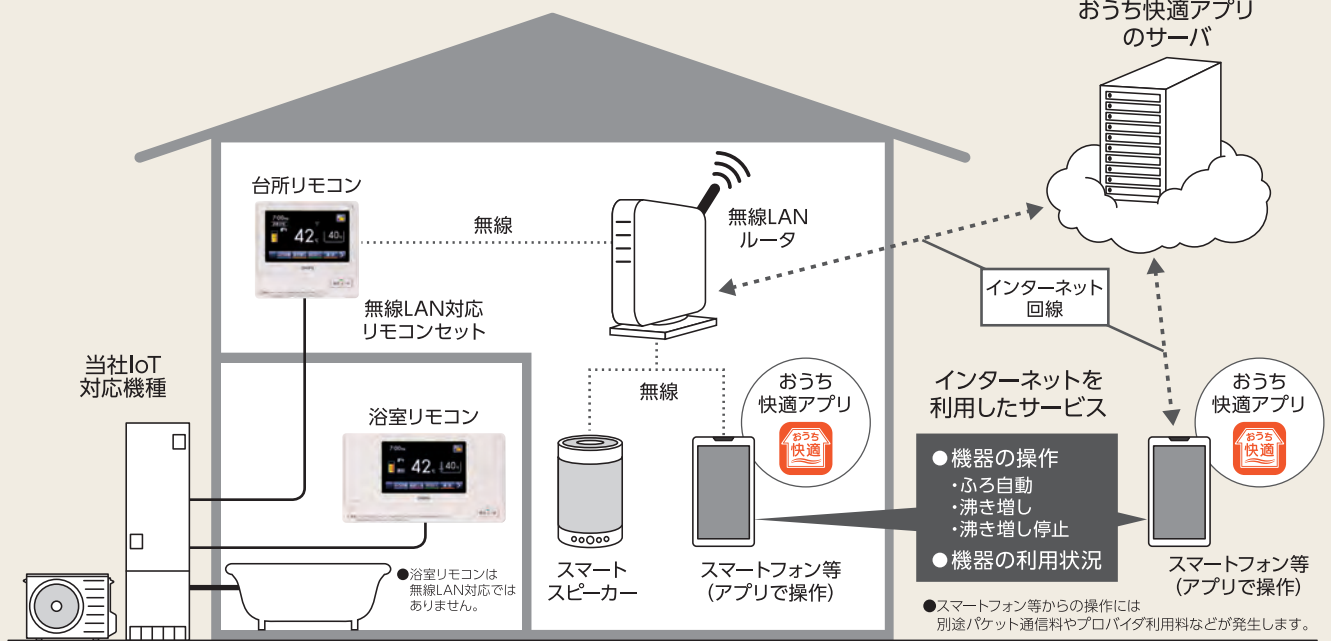 おうち快適アプリ
のサーバ
台所リモコン
7:00
42
40
無線
無線LAN
ルータ
無線LAN対応
リモコンセット
インターネット
回線
当社IoT
対応機種
浴室リモコン
7:00
42
40
●浴室リモコンは
無線LAN対応では
ありません。
無線
おうち
快適アプリ
おうち
快適
スマート
スピーカー
スマートフォン等
(アプリで操作)
インターネットを
利用したサービス
●機器の操作
・ふろ自動
・沸き増し
・沸き増し停止
●機器の利用状況
おうち
快適アプリ
おうち
快適
スマートフォン等
(アプリで操作)
●スマートフォン等からの操作には
別途パケット通信料やプロバイダ利用料などが発生します。